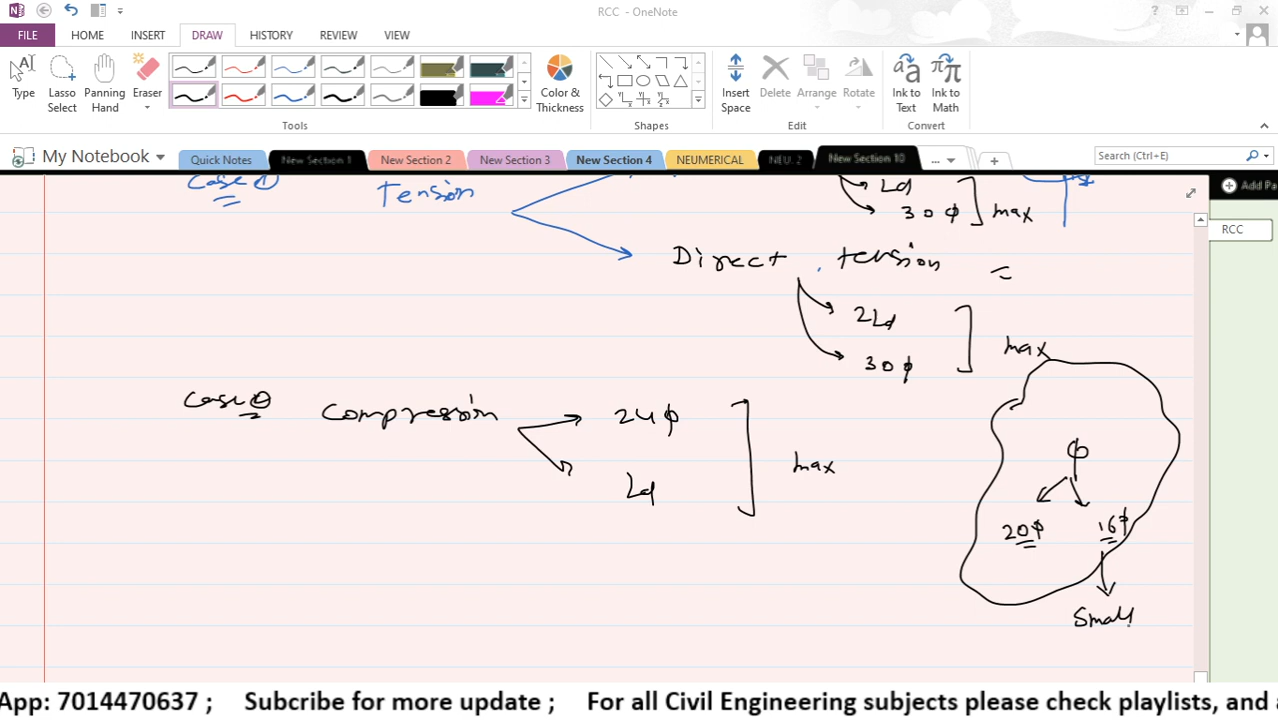 RCC - OneNote
FILE HOME INSERT DRAW HISTORY REVIEW VIEW
Type Lasso Select Panning Hand Eraser Color & Thickness Insert Space Delete Arrange Rotate Ink to Text Ink to Math
Tools Shapes Edit Convert
My Notebook Quick Notes New Section 1 New Section 2 New Section 3 New Section 4 NEUMERICAL NEU. 2 New Section 10 ... + Search (Ctrl+E)
Add Pa
RCC
Case ① Tension
Ld
30 ϕ max
Direct tension =
2Ld
30 ϕ max
Case ② Compression 24ϕ
Ld max
ϕ
20ϕ 16ϕ
Small
App: 7014470637 ; Subcribe for more update ; For all Civil Engineering subjects please check playlists, and a